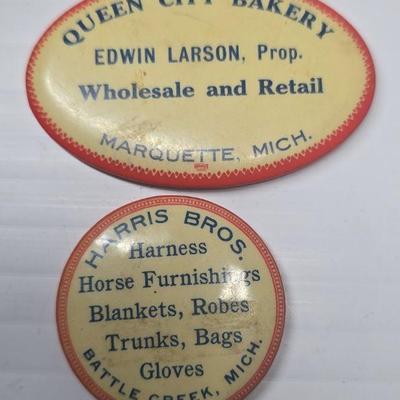 QUEEN CITY BAKERY
EDWIN LARSON, Prop.
Wholesale and Retail
MARQUETTE, MICH.
HARRIS BROS.
Harness
Horse Furnishings
Blankets, Robes
Trunks, Bags
Gloves
BATTLE CREEK, MICH.